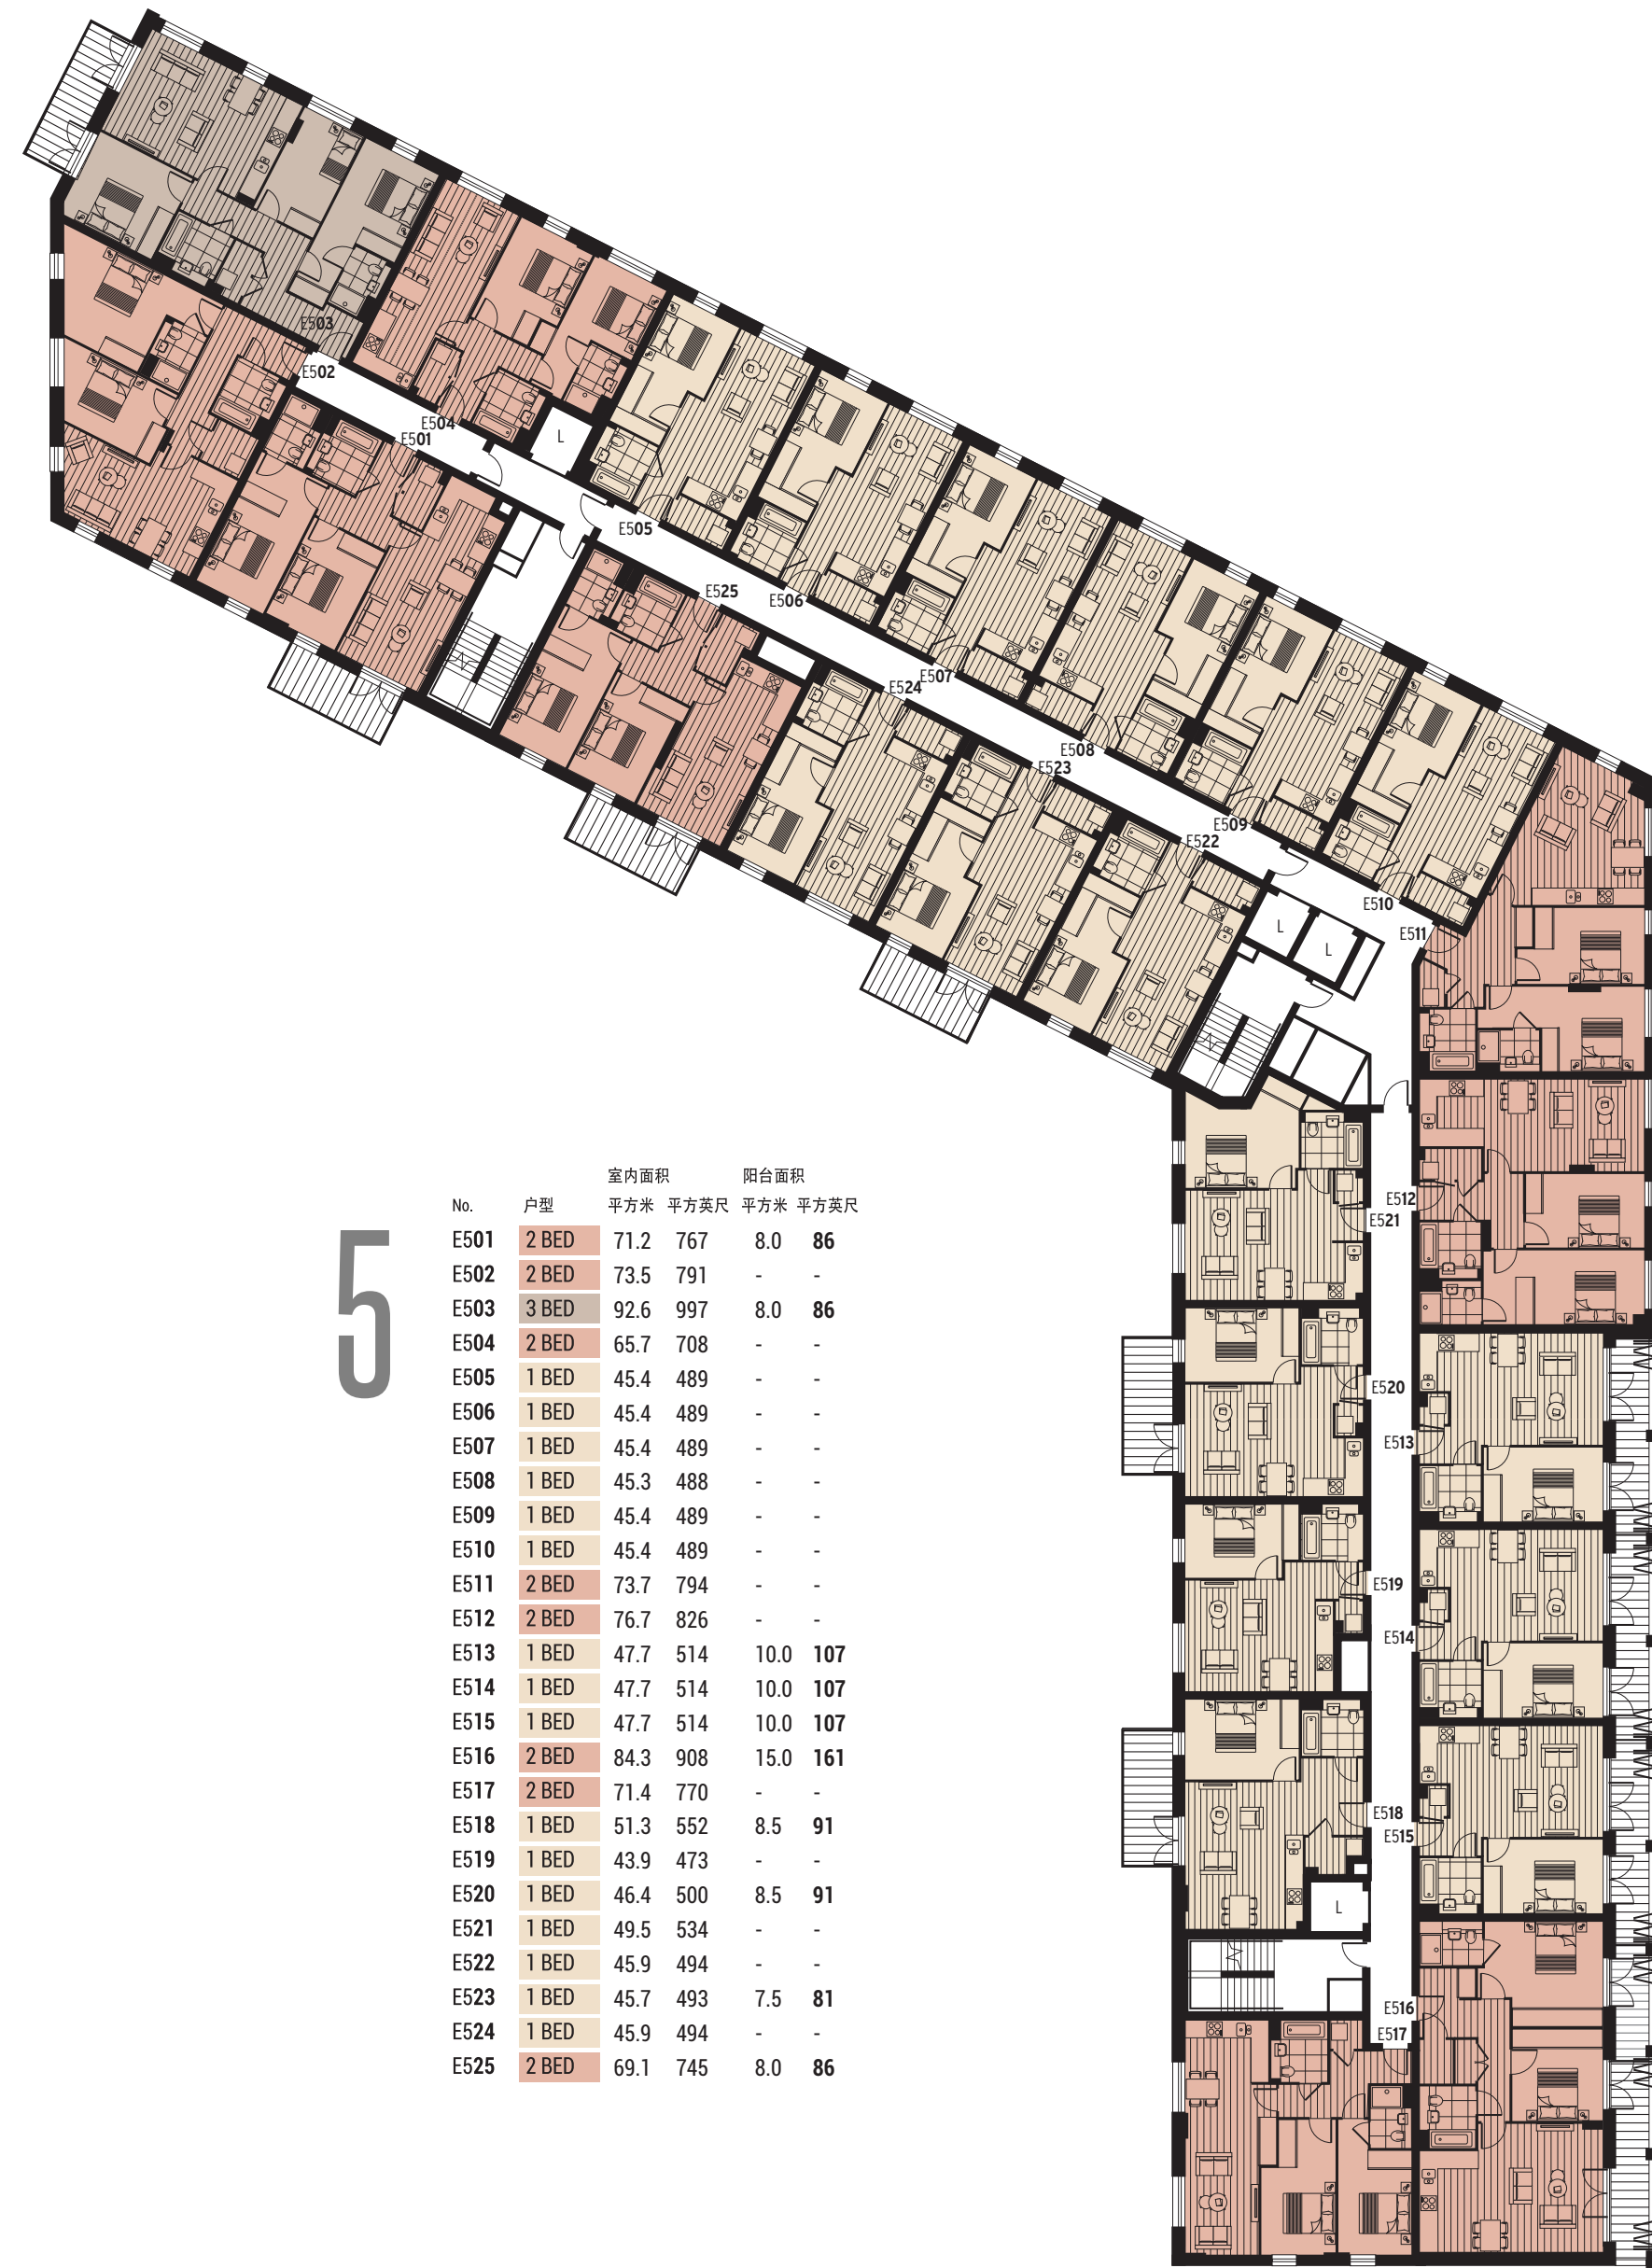 E503
E502
E504
E501
L
E505
E525
E506
E507
E524
E508
E523
E509
E522
E510
E511
L
L
E512
E521
E520
E513
E519
E514
E518
E515
L
E516
E517
5
室内面积 阳台面积
No. 户型 平方米 平方英尺 平方米 平方英尺
E501 2 BED 71.2 767 8.0 86
E502 2 BED 73.5 791 - -
E503 3 BED 92.6 997 8.0 86
E504 2 BED 65.7 708 - -
E505 1 BED 45.4 489 - -
E506 1 BED 45.4 489 - -
E507 1 BED 45.4 489 - -
E508 1 BED 45.3 488 - -
E509 1 BED 45.4 489 - -
E510 1 BED 45.4 489 - -
E511 2 BED 73.7 794 - -
E512 2 BED 76.7 826 - -
E513 1 BED 47.7 514 10.0 107
E514 1 BED 47.7 514 10.0 107
E515 1 BED 47.7 514 10.0 107
E516 2 BED 84.3 908 15.0 161
E517 2 BED 71.4 770 - -
E518 1 BED 51.3 552 8.5 91
E519 1 BED 43.9 473 - -
E520 1 BED 46.4 500 8.5 91
E521 1 BED 49.5 534 - -
E522 1 BED 45.9 494 - -
E523 1 BED 45.7 493 7.5 81
E524 1 BED 45.9 494 - -
E525 2 BED 69.1 745 8.0 86